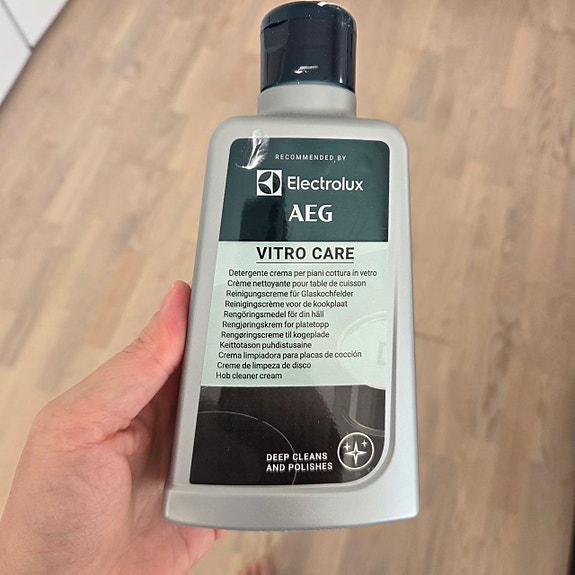 RECOMMENDED BY
Electrolux
AEG
VITRO CARE
Detergente crema per piani cottura in vetro
Crème nettoyante pour table de cuisson
Reinigungscreme für Glaskochfelder
Reinigingscrème voor de kookplaat
Rengöringsmedel för din häll
Rengjøringskrem for platetopp
Rengøringscreme til kogeplade
Keittotason puhdistusaine
Crema limpiadora para placas de cocción
Creme de limpeza de disco
Hob cleaner cream
DEEP CLEANS
AND POLISHES